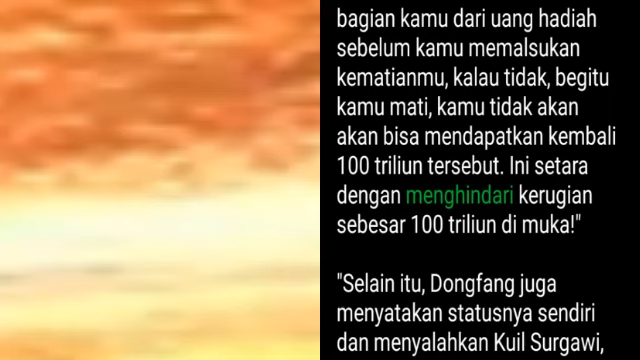 bagian kamu dari uang hadiah
sebelum kamu memalsukan
kematianmu, kalau tidak, begitu
kamu mati, kamu tidak akan
akan bisa mendapatkan kembali
100 triliun tersebut. Ini setara
dengan menghindari kerugian
sebesar 100 triliun di muka!"
"Selain itu, Dongfang juga
menyatakan statusnya sendiri
dan menyalahkan Kuil Surgawi,